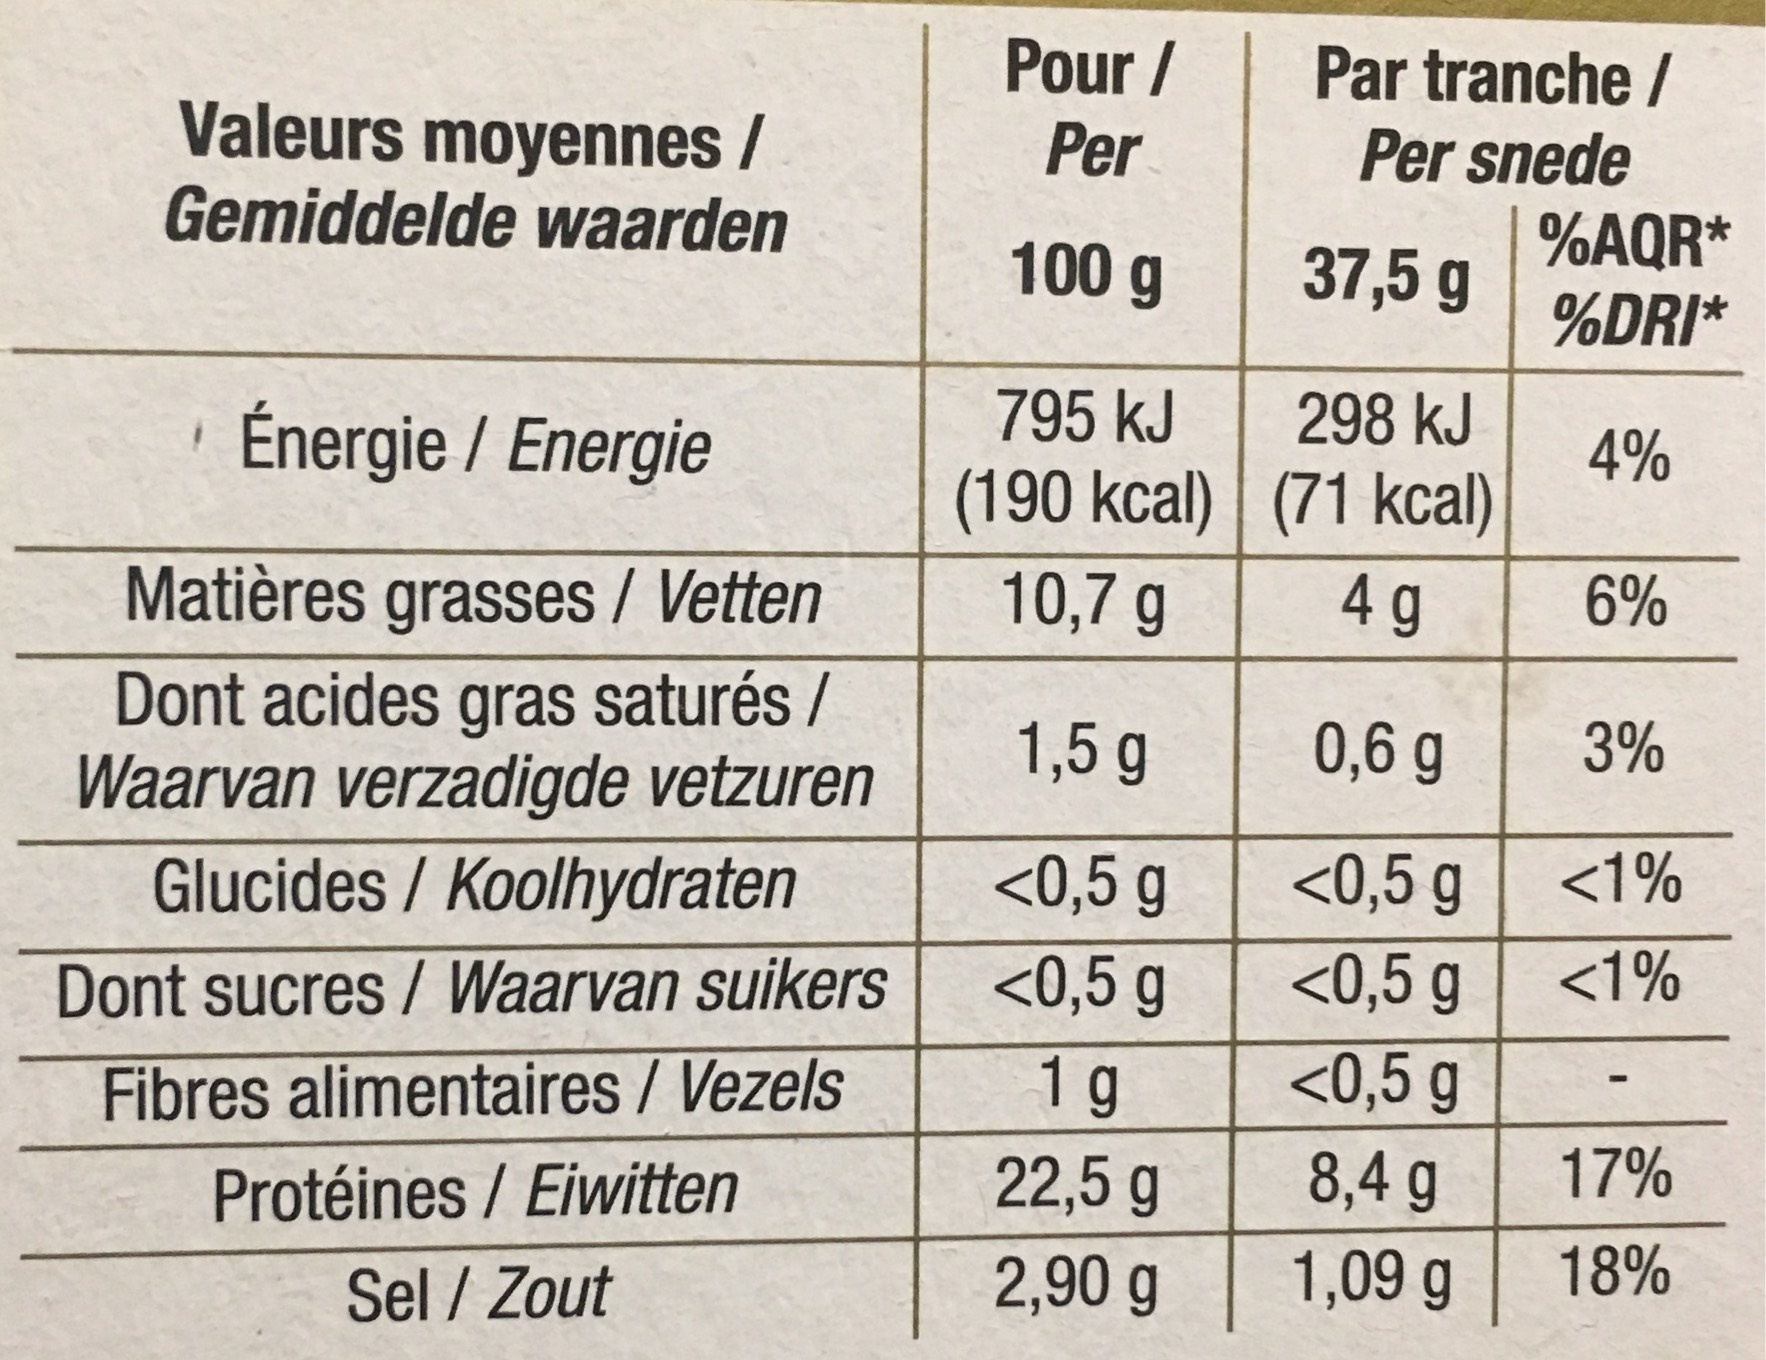 Valeurs moyennes /
Gemiddelde waarden
Pour /
Per
100 g
Par tranche /
Per snede
37,5 g
%AQR*
%DRI*
Énergie / Energie
795 kJ
(190 kcal)
298 kJ
(71 kcal)
4%
Matières grasses / Vetten 10,7 g 4 g 6%
Dont acides gras saturés /
Waarvan verzadigde vetzuren
1,5 g 0,6 g 3%
Glucides / Koolhydraten <0,5 g <0,5 g <1%
Dont sucres / Waarvan suikers <0,5 g <0,5 g <1%
Fibres alimentaires / Vezels 1 g <0,5 g -
Protéines / Eiwitten 22,5 g 8,4 g 17%
Sel / Zout 2,90 g 1,09 g 18%